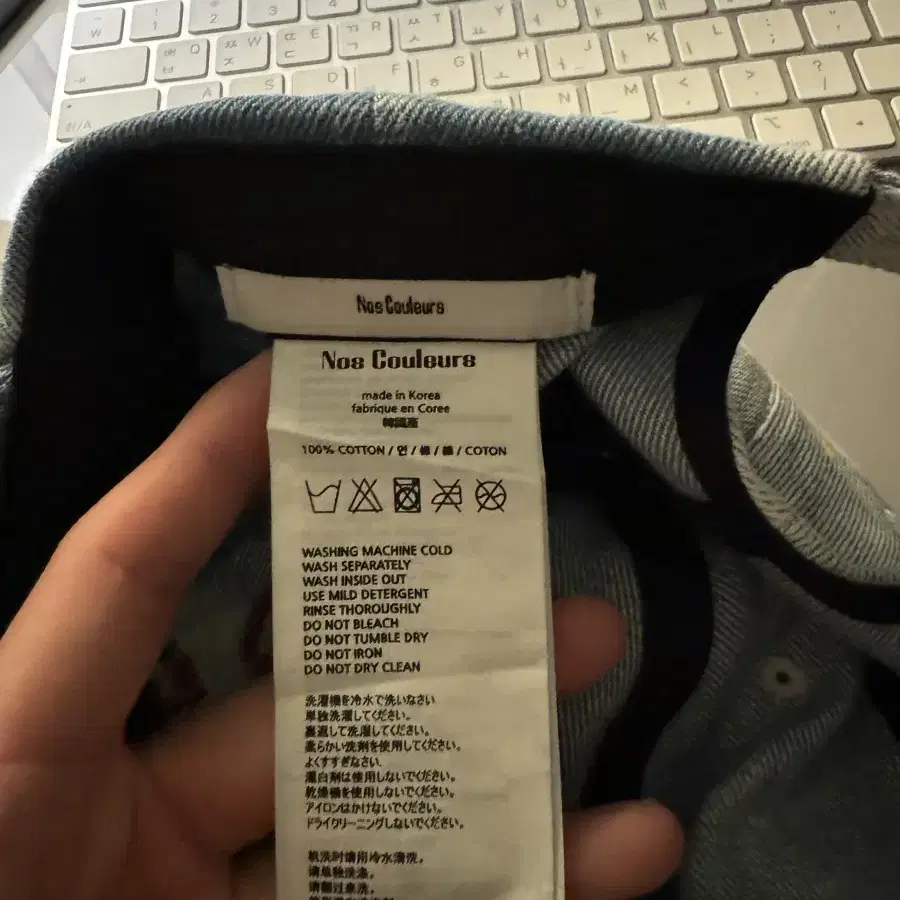 W
1
2
3
4
ㅂ Q
ㅈ W
ㄷ E
ㄱ R
ㅅ T
A
S
D
F
G
H
J
K
L
N
M
<
>
? /
한/A
Nos Couleurs
Nos Couleurs
made in Korea
fabrique en Coree
韓國産
100% COTTON / 면 / 綿 / 棉 / COTON
WASHING MACHINE COLD
WASH SEPARATELY
WASH INSIDE OUT
USE MILD DETERGENT
RINSE THOROUGHLY
DO NOT BLEACH
DO NOT TUMBLE DRY
DO NOT IRON
DO NOT DRY CLEAN
洗濯機を冷水で洗いなさい
単独洗濯してください。
裏返して洗濯してください。
柔らかい洗剤を使用してください。
よくすすぎなさい.
漂白剤は使用しないでください。
乾燥機を使用しないでください。
アイロンはかけないでください。
ドライクリーニングしないでください。
机洗时请用冷水清洗。
请单独洗涤。
请翻过来洗。